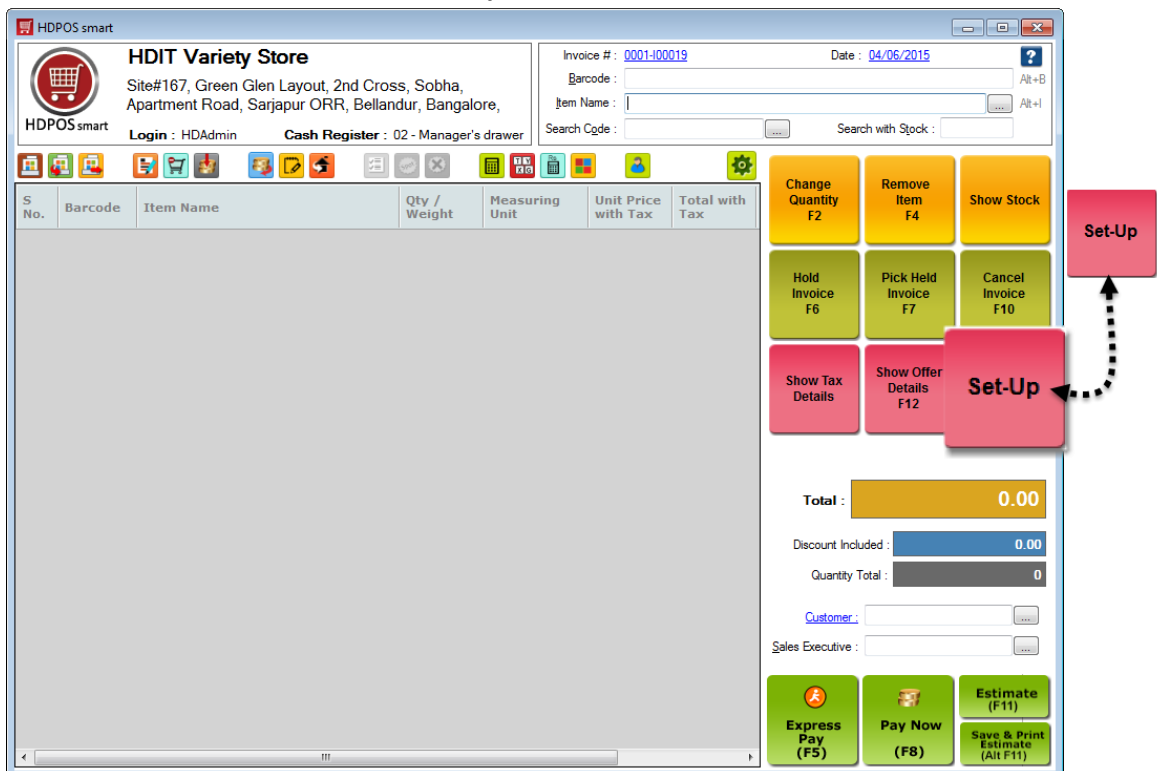 HDPOS smart
HDIT Variety Store
Site#167, Green Glen Layout, 2nd Cross, Sobha,
Apartment Road, Sarjapur ORR, Bellandur, Bangalore,
HDPOS smart
Login : HDAdmin Cash Register : 02 - Manager's drawer
Invoice # : 0001-I00019 Date : 04/06/2015 ?
Barcode : Alt+B
Item Name : ... Alt+I
Search Code : ... Search with Stock :
S No. Barcode Item Name Qty / Weight Measuring Unit Unit Price with Tax Total with Tax
Change
Quantity
F2
Remove
Item
F4
Show Stock
Set-Up
Hold
Invoice
F6
Pick Held
Invoice
F7
Cancel
Invoice
F10
Show Tax
Details
Show Offer
Details
F12
Set-Up
Total : 0.00
Discount Included : 0.00
Quantity Total : 0
Customer : ...
Sales Executive : ...
Express
Pay
(F5)
Pay Now
(F8)
Estimate
(F11)
Save & Print
Estimate
(Alt F11)